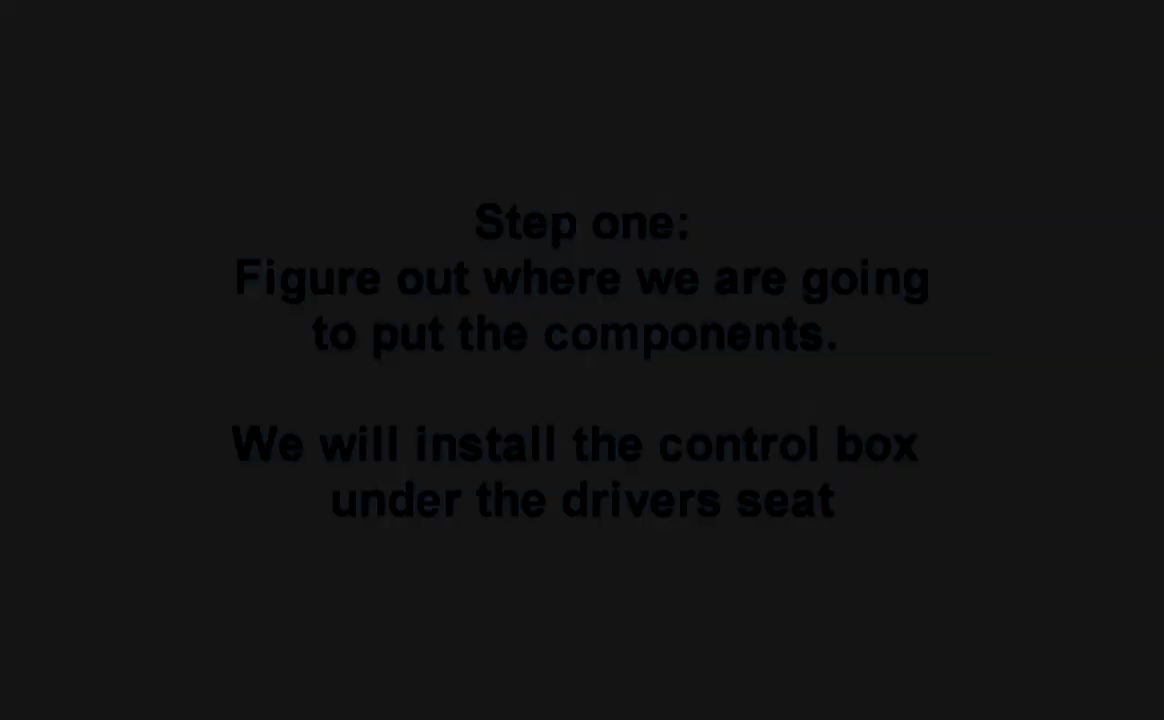 Step one:
Figure out where we are going
to put the components.
We will install the control box
under the drivers seat